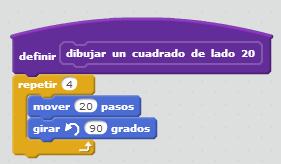 definir dibujar un cuadrado de lado 20
repetir 4
mover 20 pasos
girar 90 grados